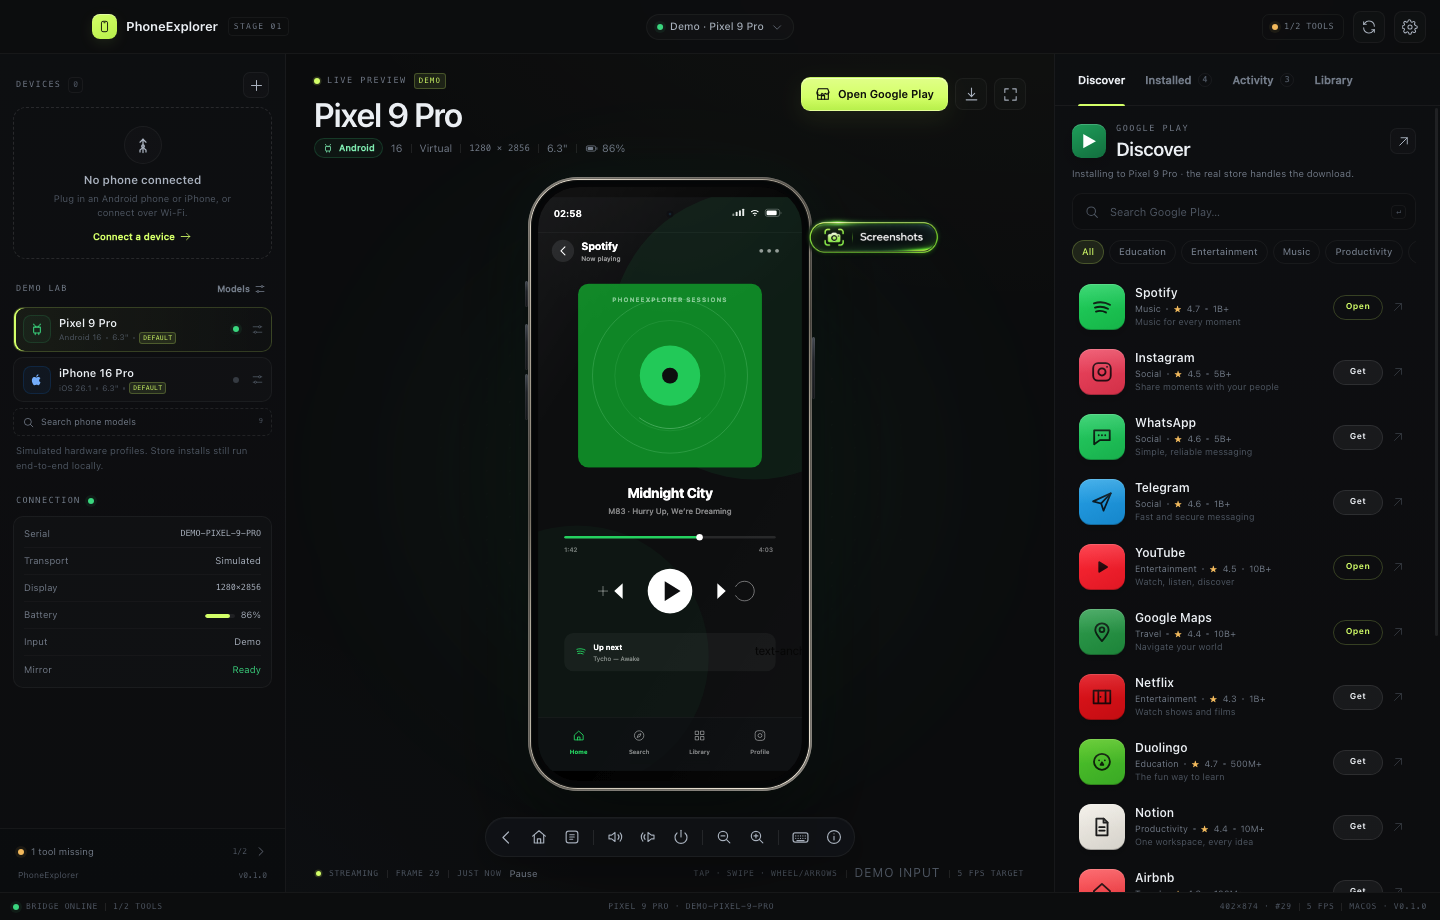 PhoneExplorer STAGE 01
Demo · Pixel 9 Pro
1/2 TOOLS
DEVICES 0
No phone connected
Plug in an Android phone or iPhone, or
connect over Wi-Fi.
Connect a device →
DEMO LAB Models
Pixel 9 Pro
Android 16 · 6.3" · DEFAULT
iPhone 16 Pro
iOS 26.1 · 6.3" · DEFAULT
Search phone models 9
Simulated hardware profiles. Store installs still run
end-to-end locally.
CONNECTION
Serial DEMO-PIXEL-9-PRO
Transport Simulated
Display 1280×2856
Battery 86%
Input Demo
Mirror Ready
1 tool missing 1/2
PhoneExplorer v0.1.0
LIVE PREVIEW DEMO
Pixel 9 Pro
Android 16 Virtual 1280 × 2856 6.3" 86%
Open Google Play
02:58
Spotify
Now playing
PHONEEXPLORER SESSIONS
Midnight City
M83 · Hurry Up, We're Dreaming
1:42 4:03
Up next
Tycho — Awake
Home Search Library Profile
Screenshots
STREAMING FRAME 29 JUST NOW Pause
TAP · SWIPE · WHEEL/ARROWS DEMO INPUT 5 FPS TARGET
Discover Installed 4 Activity 3 Library
GOOGLE PLAY
Discover
Installing to Pixel 9 Pro · the real store handles the download.
Search Google Play…
All Education Entertainment Music Productivity
Spotify
Music · ★ 4.7 · 1B+
Music for every moment
Open
Instagram
Social · ★ 4.5 · 5B+
Share moments with your people
Get
WhatsApp
Social · ★ 4.6 · 5B+
Simple, reliable messaging
Get
Telegram
Social · ★ 4.6 · 1B+
Fast and secure messaging
Get
YouTube
Entertainment · ★ 4.5 · 10B+
Watch, listen, discover
Open
Google Maps
Travel · ★ 4.4 · 10B+
Navigate your world
Open
Netflix
Entertainment · ★ 4.3 · 1B+
Watch shows and films
Get
Duolingo
Education · ★ 4.7 · 500M+
The fun way to learn
Get
Notion
Productivity · ★ 4.4 · 10M+
One workspace, every idea
Get
Airbnb
Get
BRIDGE ONLINE 1/2 TOOLS
PIXEL 9 PRO · DEMO-PIXEL-9-PRO
402×874 · #29 5 FPS MACOS · V0.1.0